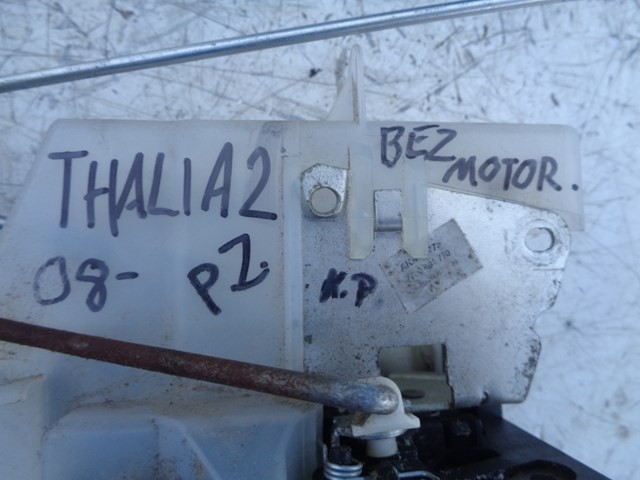 THALIA2
08- PZ.
BEZ
MOTOR.
K.P